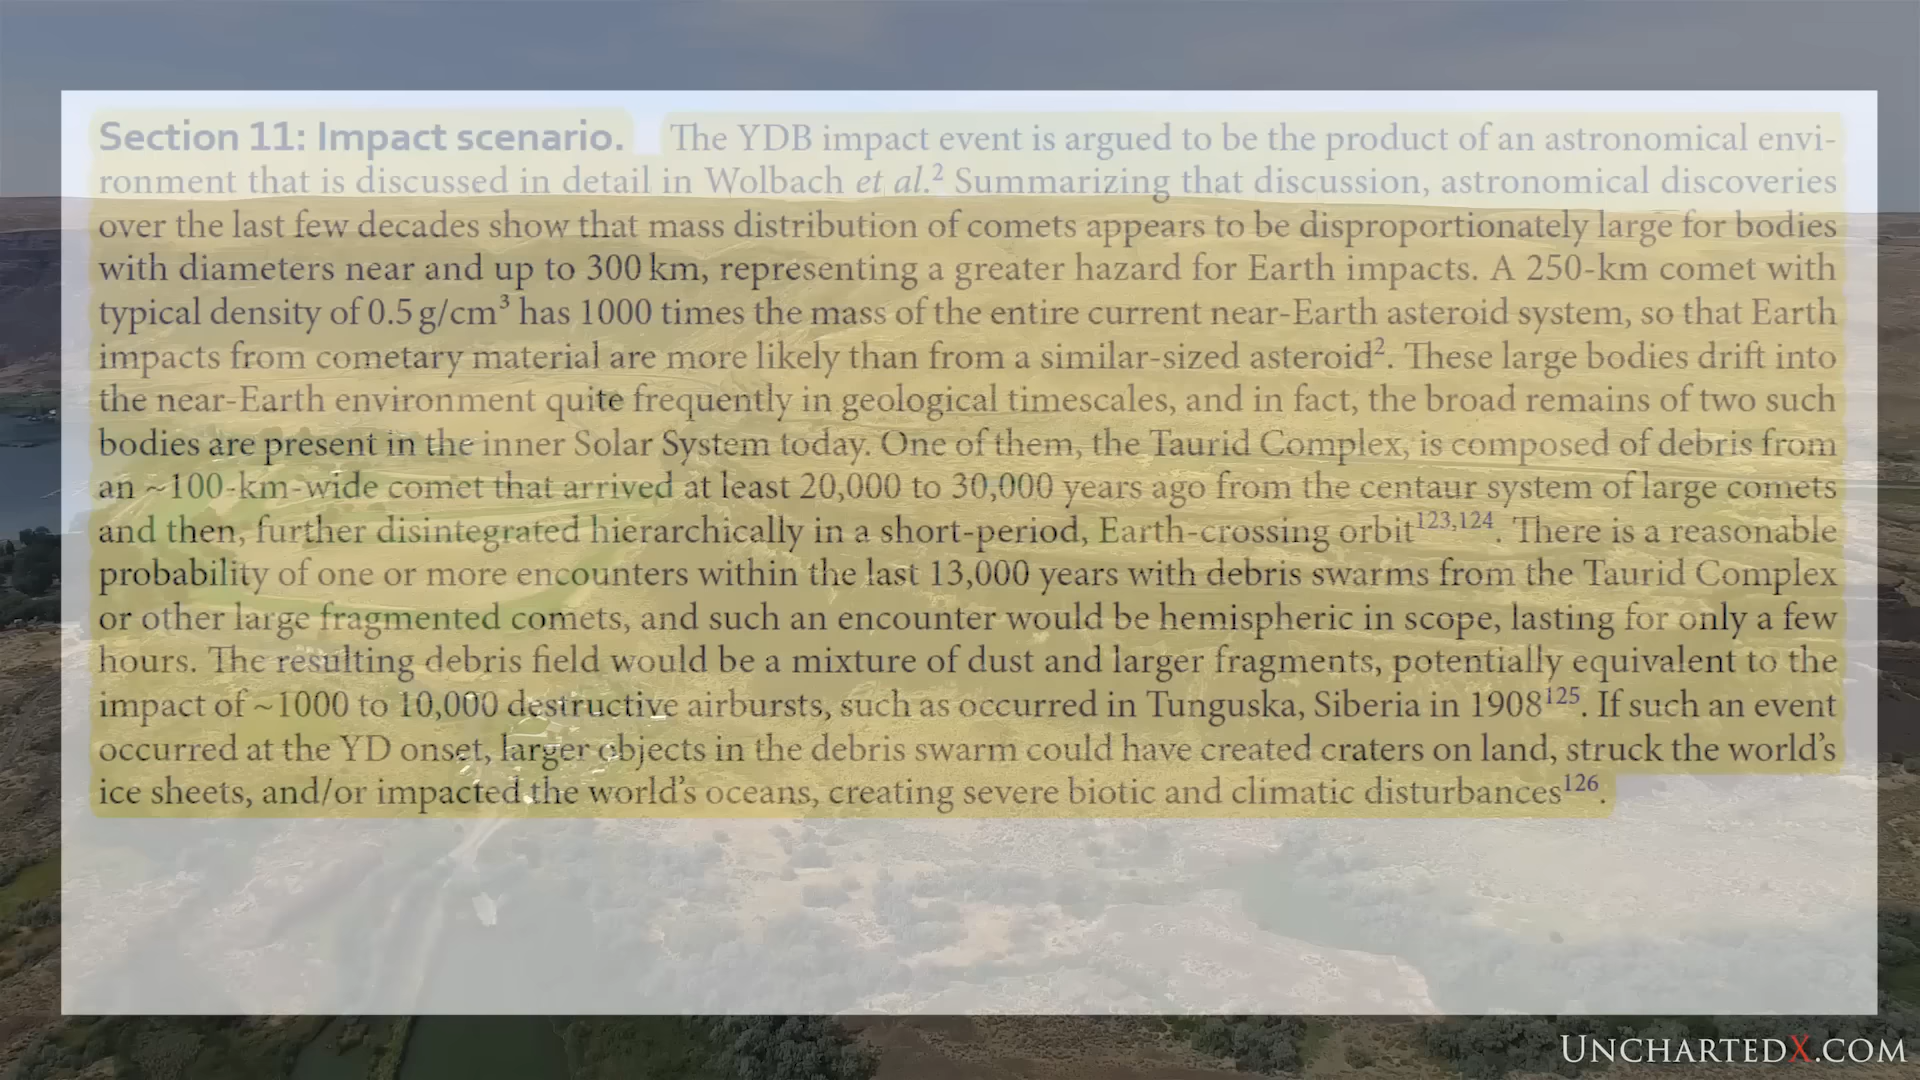 Section 11: Impact scenario. The YDB impact event is argued to be the product of an astronomical envi-
ronment that is discussed in detail in Wolbach et al.² Summarizing that discussion, astronomical discoveries
over the last few decades show that mass distribution of comets appears to be disproportionately large for bodies
with diameters near and up to 300 km, representing a greater hazard for Earth impacts. A 250-km comet with
typical density of 0.5 g/cm³ has 1000 times the mass of the entire current near-Earth asteroid system, so that Earth
impacts from cometary material are more likely than from a similar-sized asteroid². These large bodies drift into
the near-Earth environment quite frequently in geological timescales, and in fact, the broad remains of two such
bodies are present in the inner Solar System today. One of them, the Taurid Complex, is composed of debris from
an ~100-km-wide comet that arrived at least 20,000 to 30,000 years ago from the centaur system of large comets
and then, further disintegrated hierarchically in a short-period, Earth-crossing orbit¹²³,¹²⁴. There is a reasonable
probability of one or more encounters within the last 13,000 years with debris swarms from the Taurid Complex
or other large fragmented comets, and such an encounter would be hemispheric in scope, lasting for only a few
hours. The resulting debris field would be a mixture of dust and larger fragments, potentially equivalent to the
impact of ~1000 to 10,000 destructive airbursts, such as occurred in Tunguska, Siberia in 1908¹²⁵. If such an event
occurred at the YD onset, larger objects in the debris swarm could have created craters on land, struck the world's
ice sheets, and/or impacted the world's oceans, creating severe biotic and climatic disturbances¹²⁶.
UNCHARTEDX.COM